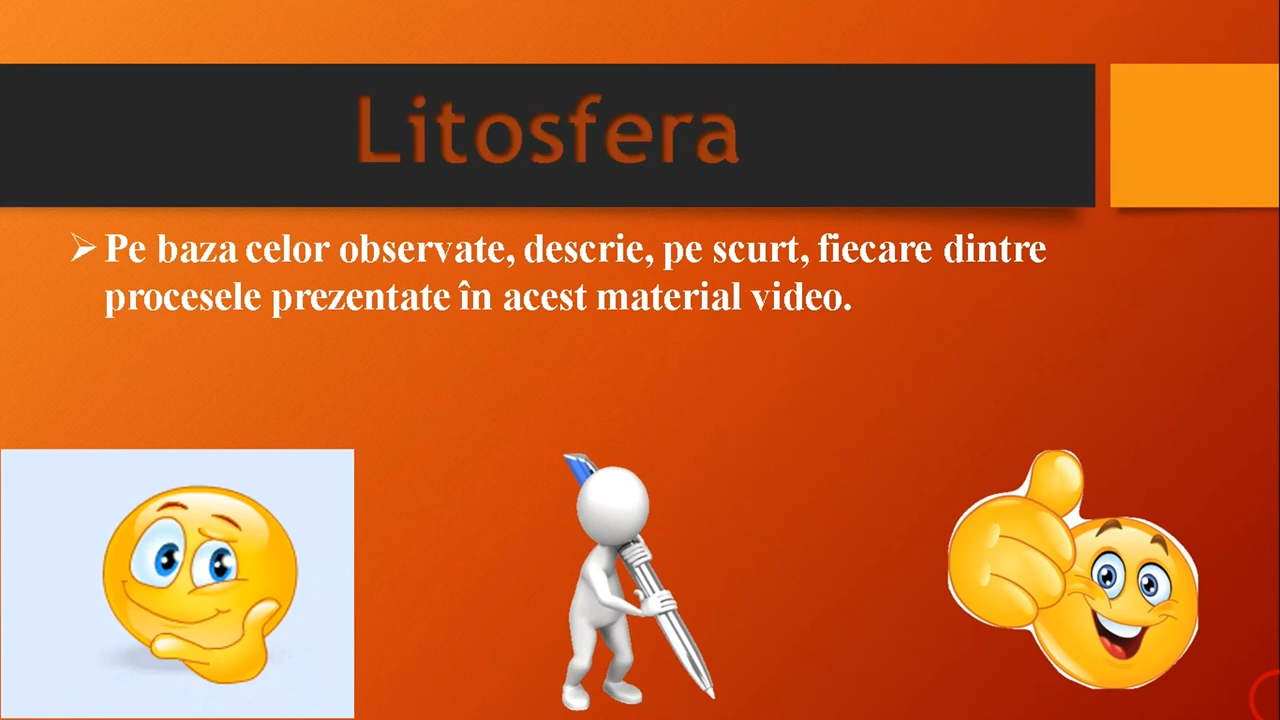 Litosfera
Pe baza celor observate, descrie, pe scurt, fiecare dintre
procesele prezentate în acest material video.